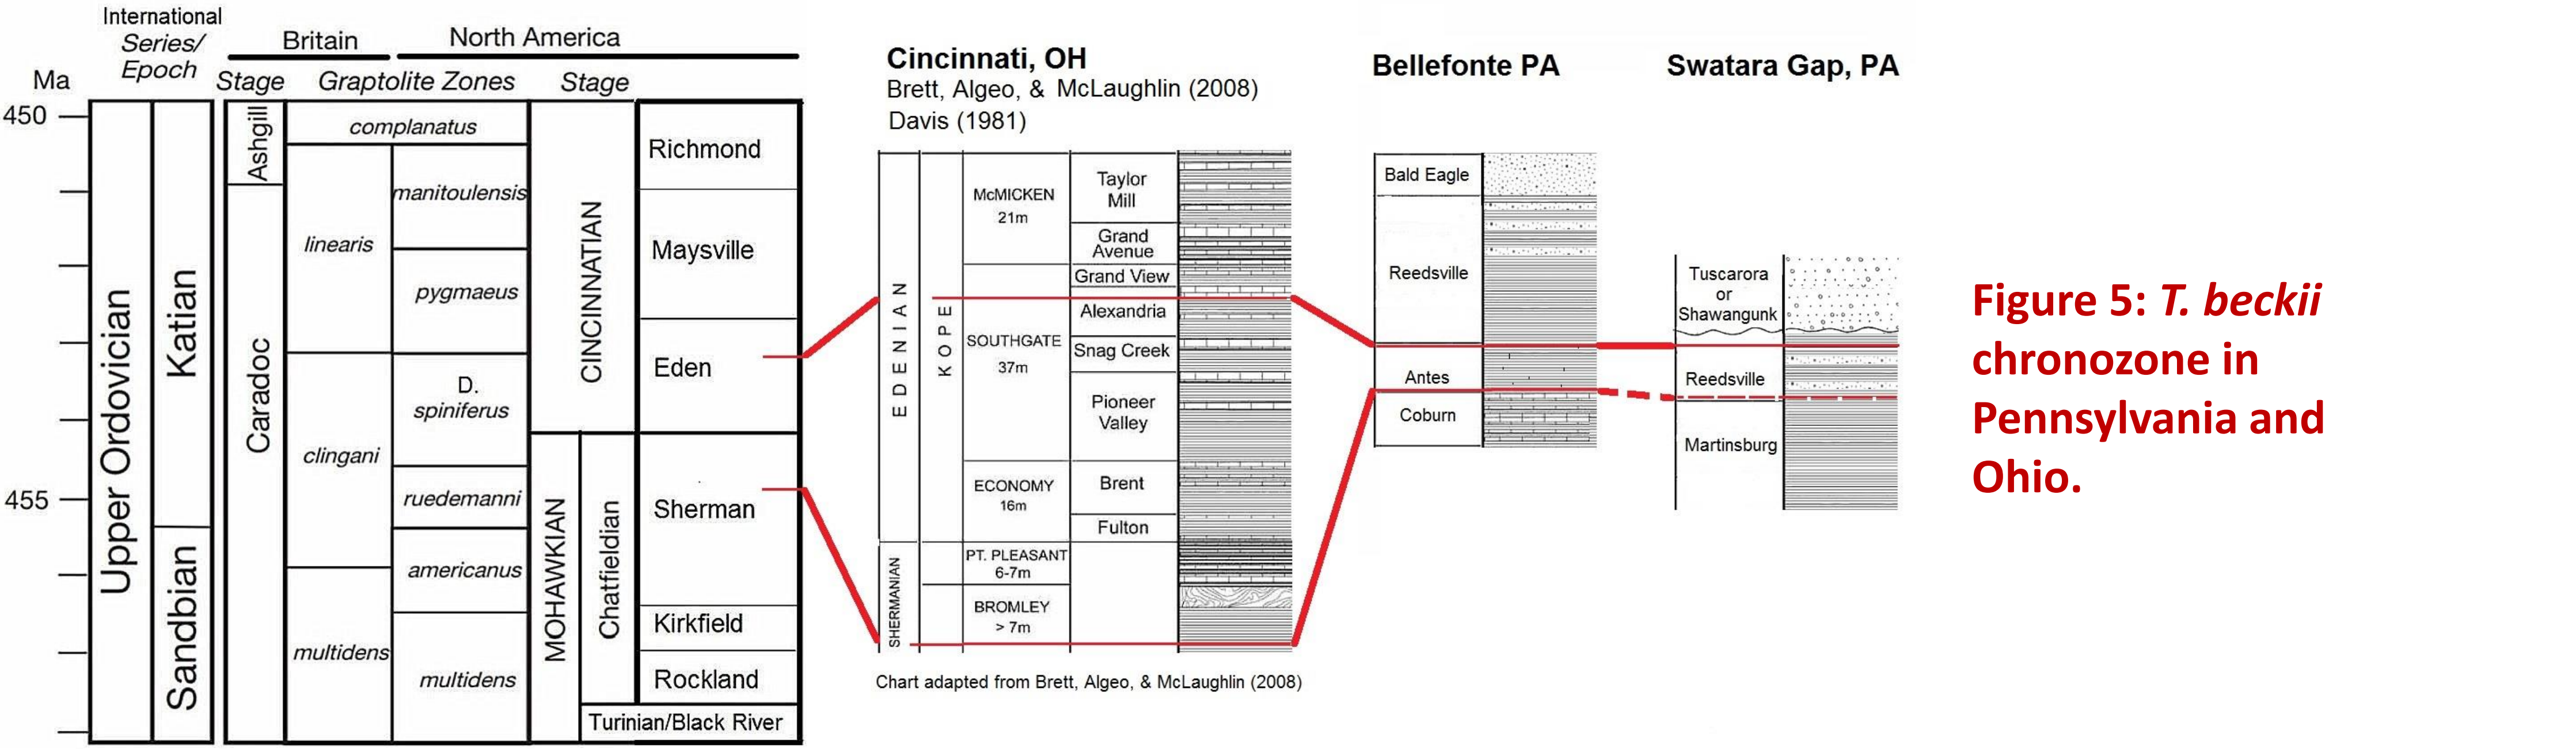 International
Series/
Epoch
Britain
North America
Ma
Stage
Graptolite Zones
Stage
450
455
Upper Ordovician
Katian
Sandbian
Ashgill
Caradoc
complanatus
linearis
clingani
multidens
manitoulensis
pygmaeus
D.
spiniferus
ruedemanni
americanus
multidens
CINCINNATIAN
MOHAWKIAN
Chatfieldian
Richmond
Maysville
Eden
Sherman
Kirkfield
Rockland
Turinian/Black River
Cincinnati, OH
Brett, Algeo, & McLaughlin (2008)
Davis (1981)
EDENIAN
SHERMANIAN
KOPE
McMICKEN
21m
SOUTHGATE
37m
ECONOMY
16m
PT. PLEASANT
6-7m
BROMLEY
> 7m
Taylor
Mill
Grand
Avenue
Grand View
Alexandria
Snag Creek
Pioneer
Valley
Brent
Fulton
Chart adapted from Brett, Algeo, & McLaughlin (2008)
Bellefonte PA
Bald Eagle
Reedsville
Antes
Coburn
Swatara Gap, PA
Tuscarora
or
Shawangunk
Reedsville
Martinsburg
Figure 5: T. beckii
chronozone in
Pennsylvania and
Ohio.